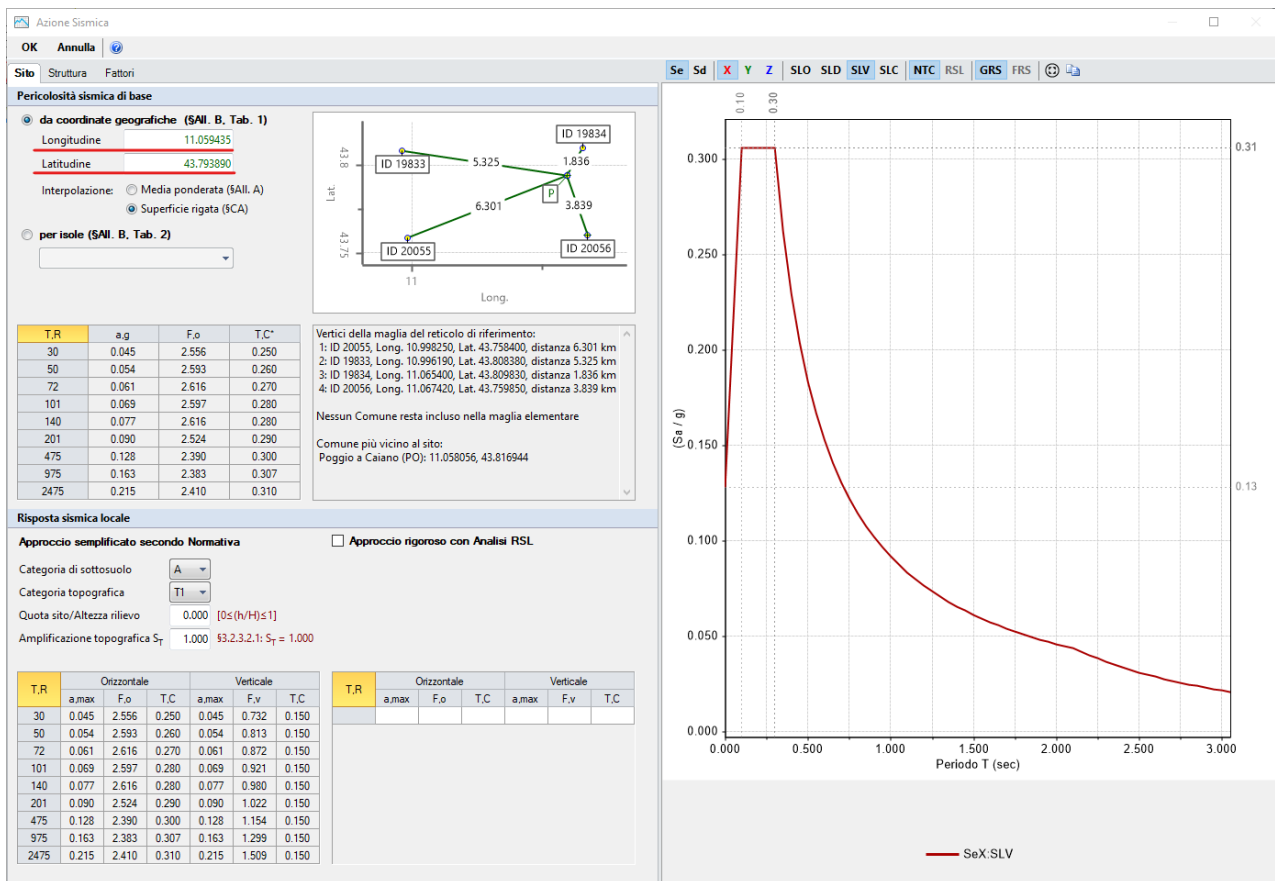 Azione Sismica
OK Annulla
Sito Struttura Fattori
Pericolosità sismica di base
da coordinate geografiche (§All. B, Tab. 1)
Longitudine 11.059435
Latitudine 43.793890
Interpolazione: Media ponderata (§All. A)
Superficie rigata (§CA)
per isole (§All. B, Tab. 2)
43.8
Lat.
43.75
ID 19834
ID 19833
5.325
1.836
P
6.301
3.839
ID 20055
ID 20056
11
Long.
T,R a,g F,o T,C*
30 0.045 2.556 0.250
50 0.054 2.593 0.260
72 0.061 2.616 0.270
101 0.069 2.597 0.280
140 0.077 2.616 0.280
201 0.090 2.524 0.290
475 0.128 2.390 0.300
975 0.163 2.383 0.307
2475 0.215 2.410 0.310
Vertici della maglia del reticolo di riferimento:
1: ID 20055, Long. 10.998250, Lat. 43.758400, distanza 6.301 km
2: ID 19833, Long. 10.996190, Lat. 43.808380, distanza 5.325 km
3: ID 19834, Long. 11.065400, Lat. 43.809830, distanza 1.836 km
4: ID 20056, Long. 11.067420, Lat. 43.759850, distanza 3.839 km
Nessun Comune resta incluso nella maglia elementare
Comune più vicino al sito:
Poggio a Caiano (PO): 11.058056, 43.816944
Risposta sismica locale
Approccio semplificato secondo Normativa
Approccio rigoroso con Analisi RSL
Categoria di sottosuolo A
Categoria topografica T1
Quota sito/Altezza rilievo 0.000 [0≤(h/H)≤1]
Amplificazione topografica ST 1.000 §3.2.3.2.1: ST = 1.000
T,R Orizzontale Verticale
a,max F,o T,C a,max F,v T,C
30 0.045 2.556 0.250 0.045 0.732 0.150
50 0.054 2.593 0.260 0.054 0.813 0.150
72 0.061 2.616 0.270 0.061 0.872 0.150
101 0.069 2.597 0.280 0.069 0.921 0.150
140 0.077 2.616 0.280 0.077 0.980 0.150
201 0.090 2.524 0.290 0.090 1.022 0.150
475 0.128 2.390 0.300 0.128 1.154 0.150
975 0.163 2.383 0.307 0.163 1.299 0.150
2475 0.215 2.410 0.310 0.215 1.509 0.150
T,R Orizzontale Verticale
a,max F,o T,C a,max F,v T,C
Se Sd X Y Z SLO SLD SLV SLC NTC RSL GRS FRS
0.10 0.30
0.300
0.250
0.200
0.150
0.100
0.050
0.000
(Sa / g)
0.31
0.13
0.000 0.500 1.000 1.500 2.000 2.500 3.000
Periodo T (sec)
SeX:SLV